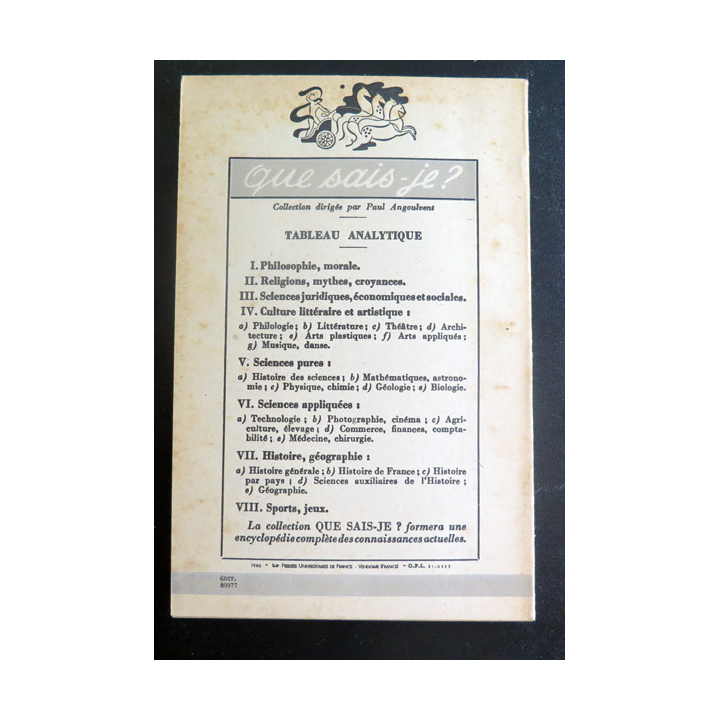 que sais-je?
Collection dirigée par Paul Angoulvent
TABLEAU ANALYTIQUE
I. Philosophie, morale.
II. Religions, mythes, croyances.
III. Sciences juridiques, économiques et sociales.
IV. Culture littéraire et artistique :
a) Philologie ; b) Littérature ; c) Théâtre ; d) Archi-
tecture ; e) Arts plastiques ; f) Arts appliqués ;
g) Musique, danse.
V. Sciences pures :
a) Histoire des sciences ; b) Mathématiques, astrono-
mie ; c) Physique, chimie ; d) Géologie ; e) Biologie.
VI. Sciences appliquées :
a) Technologie ; b) Photographie, cinéma ; c) Agri-
culture, élevage ; d) Commerce, finances, compta-
bilité ; e) Médecine, chirurgie.
VII. Histoire, géographie :
a) Histoire générale ; b) Histoire de France ; c) Histoire
par pays ; d) Sciences auxiliaires de l'Histoire ;
e) Géographie.
VIII. Sports, jeux.
La collection QUE SAIS-JE ? formera une
encyclopédie complète des connaissances actuelles.
IMP PRESSES UNIVERSITAIRES DE FRANCE - VENDOME (FRANCE) - O.P.L.
ÉDIT.
20977